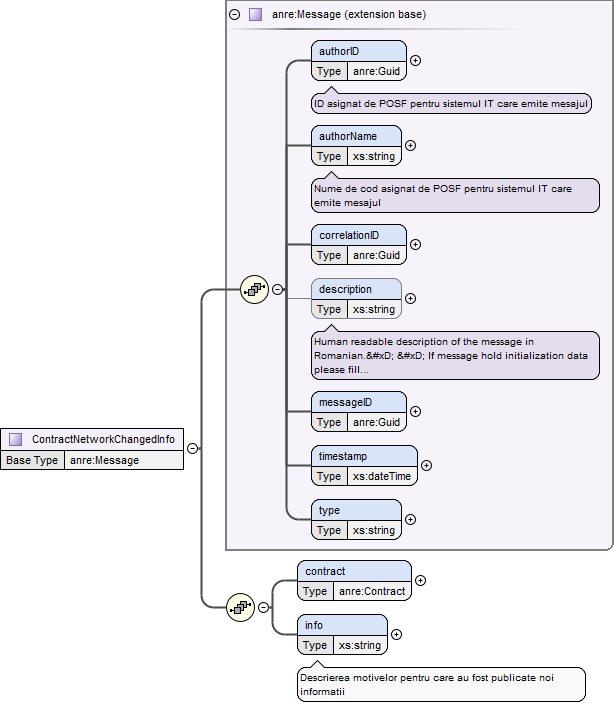 anre:Message (extension base)
authorID
Type anre:Guid
ID asignat de POSF pentru sistemul IT care emite mesajul
authorName
Type xs:string
Nume de cod asignat de POSF pentru sistemul IT care
emite mesajul
correlationID
Type anre:Guid
description
Type xs:string
Human readable description of the message in
Romanian.&#xD; &#xD; If message hold initialization data
please fill...
messageID
Type anre:Guid
ContractNetworkChangedInfo
Base Type anre:Message
timestamp
Type xs:dateTime
type
Type xs:string
contract
Type anre:Contract
info
Type xs:string
Descrierea motivelor pentru care au fost publicate noi
informatii